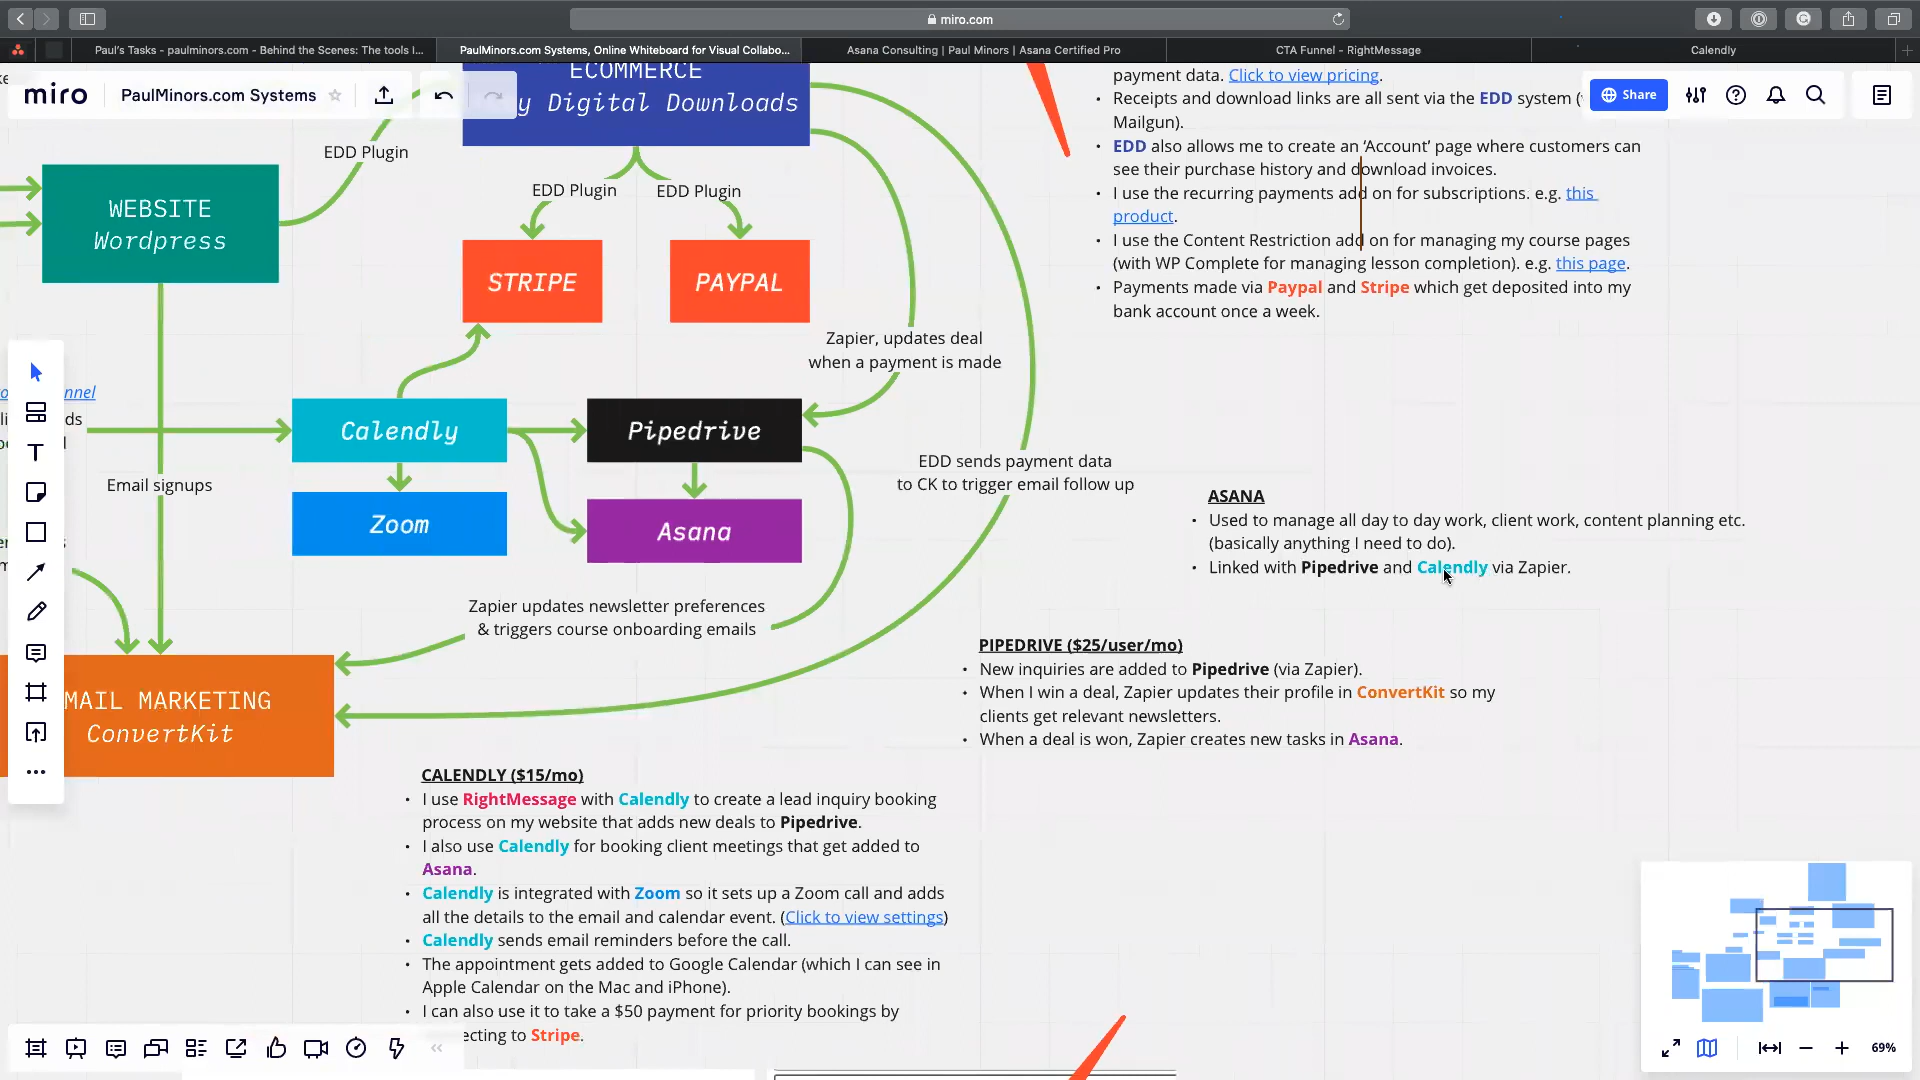 miro.com
Paul's Tasks - paulminors.com - Behind the Scenes: The tools I...
PaulMinors.com Systems, Online Whiteboard for Visual Collabo...
Asana Consulting | Paul Minors | Asana Certified Pro
CTA Funnel - RightMessage
Calendly
miro
PaulMinors.com Systems
Share
ECOMMERCE
y Digital Downloads
EDD Plugin
WEBSITE
Wordpress
EDD Plugin
EDD Plugin
STRIPE
PAYPAL
Zapier, updates deal
when a payment is made
nnel
ds
Calendly
Pipedrive
Email signups
Zoom
Asana
EDD sends payment data
to CK to trigger email follow up
Zapier updates newsletter preferences
& triggers course onboarding emails
MAIL MARKETING
ConvertKit
payment data. Click to view pricing.
• Receipts and download links are all sent via the EDD system (
Mailgun).
• EDD also allows me to create an ‘Account’ page where customers can
see their purchase history and download invoices.
• I use the recurring payments add on for subscriptions. e.g. this
product.
• I use the Content Restriction add on for managing my course pages
(with WP Complete for managing lesson completion). e.g. this page.
• Payments made via Paypal and Stripe which get deposited into my
bank account once a week.
ASANA
• Used to manage all day to day work, client work, content planning etc.
(basically anything I need to do).
• Linked with Pipedrive and Calendly via Zapier.
PIPEDRIVE ($25/user/mo)
• New inquiries are added to Pipedrive (via Zapier).
• When I win a deal, Zapier updates their profile in ConvertKit so my
clients get relevant newsletters.
• When a deal is won, Zapier creates new tasks in Asana.
CALENDLY ($15/mo)
• I use RightMessage with Calendly to create a lead inquiry booking
process on my website that adds new deals to Pipedrive.
• I also use Calendly for booking client meetings that get added to
Asana.
• Calendly is integrated with Zoom so it sets up a Zoom call and adds
all the details to the email and calendar event. (Click to view settings)
• Calendly sends email reminders before the call.
• The appointment gets added to Google Calendar (which I can see in
Apple Calendar on the Mac and iPhone).
• I can also use it to take a $50 payment for priority bookings by
ecting to Stripe.
69%